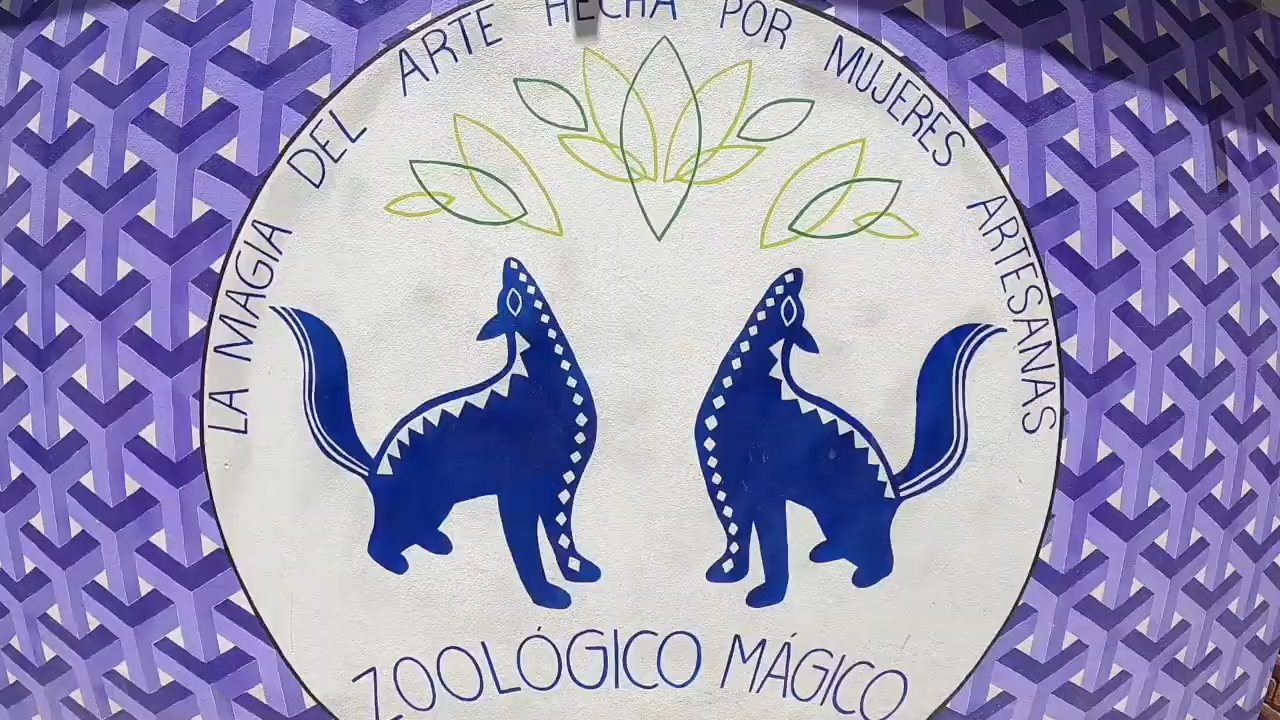 LA MAGIA DEL ARTE HECHA POR MUJERES ARTESANAS
ZOOLÓGICO MÁGICO